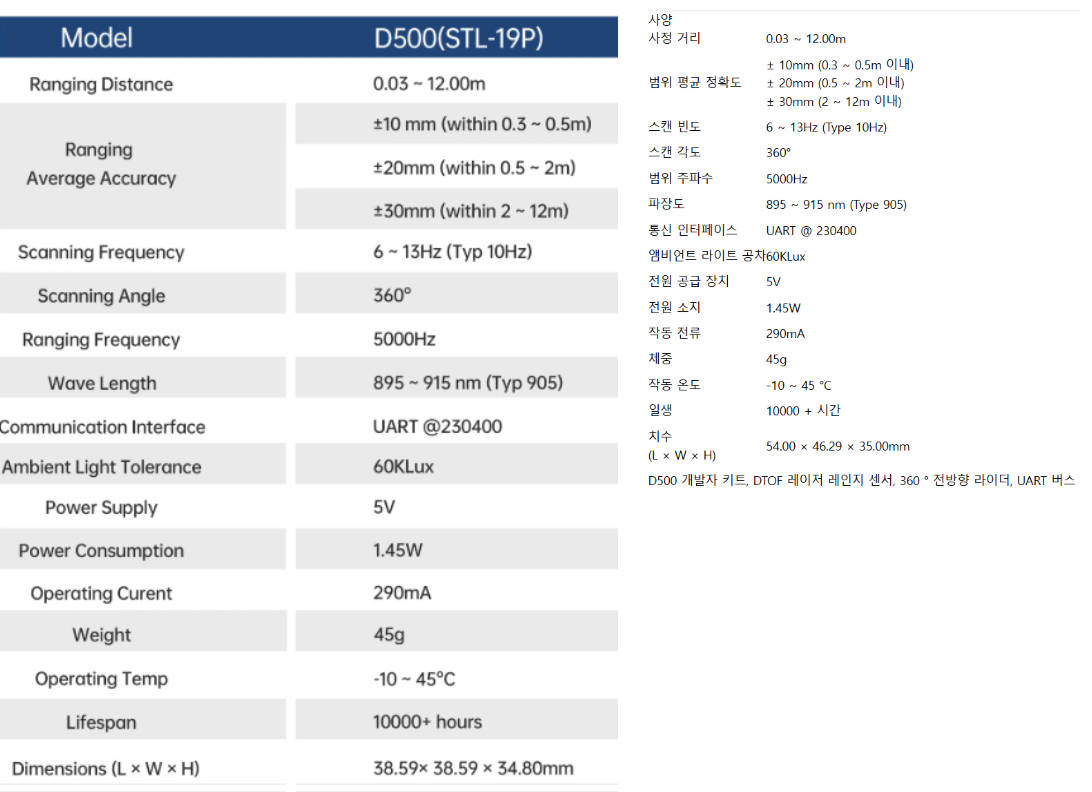 Model D500(STL-19P)
Ranging Distance 0.03 ~ 12.00m
Ranging
Average Accuracy
±10 mm (within 0.3 ~ 0.5m)
±20mm (within 0.5 ~ 2m)
±30mm (within 2 ~ 12m)
Scanning Frequency 6 ~ 13Hz (Typ 10Hz)
Scanning Angle 360°
Ranging Frequency 5000Hz
Wave Length 895 ~ 915 nm (Typ 905)
Communication Interface UART @230400
Ambient Light Tolerance 60KLux
Power Supply 5V
Power Consumption 1.45W
Operating Curent 290mA
Weight 45g
Operating Temp -10 ~ 45°C
Lifespan 10000+ hours
Dimensions (L × W × H) 38.59× 38.59 × 34.80mm
사양
사정 거리 0.03 ~ 12.00m
범위 평균 정확도
± 10mm (0.3 ~ 0.5m 이내)
± 20mm (0.5 ~ 2m 이내)
± 30mm (2 ~ 12m 이내)
스캔 빈도 6 ~ 13Hz (Type 10Hz)
스캔 각도 360°
범위 주파수 5000Hz
파장도 895 ~ 915 nm (Type 905)
통신 인터페이스 UART @ 230400
앰비언트 라이트 공차60KLux
전원 공급 장치 5V
전원 소지 1.45W
작동 전류 290mA
체중 45g
작동 온도 -10 ~ 45 °C
일생 10000 + 시간
치수
(L × W × H) 54.00 × 46.29 × 35.00mm
D500 개발자 키트, DTOF 레이저 레인지 센서, 360 ° 전방향 라이더, UART 버스